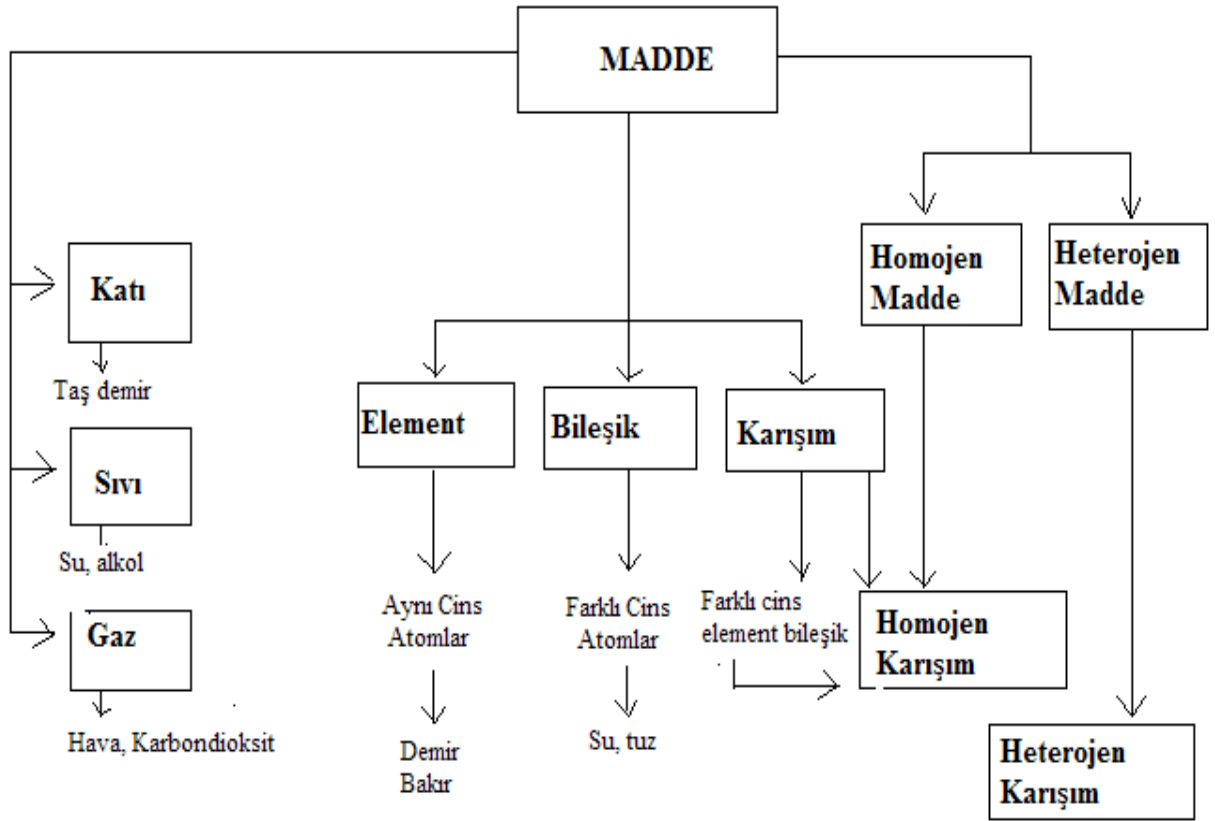 MADDE
Katı
Taş demir
Sıvı
Su, alkol
Gaz
Hava, Karbondioksit
Element
Aynı Cins
Atomlar
Demir
Bakır
Bileşik
Farklı Cins
Atomlar
Su, tuz
Karışım
Farklı cins
element bileşik
Homojen
Madde
Homojen
Karışım
Heterojen
Madde
Heterojen
Karışım